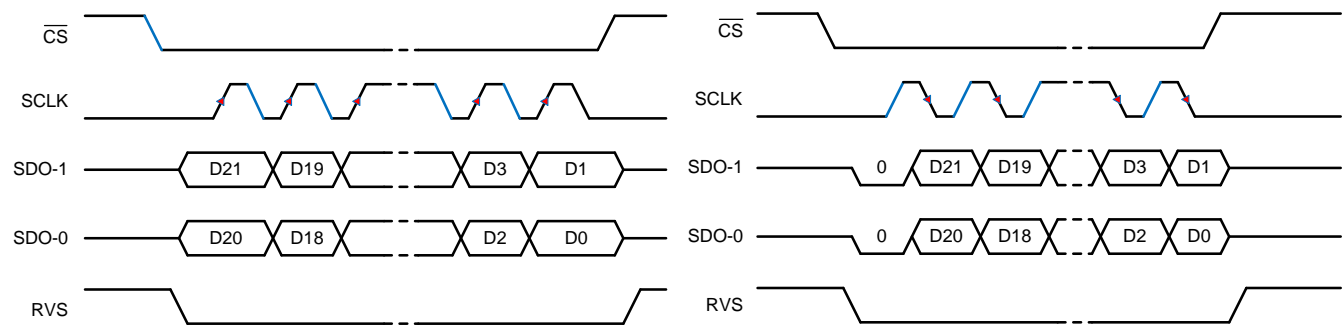 CS
SCLK
SDO-1 D21 D19 D3 D1
SDO-0 D20 D18 D2 D0
RVS
CS
SCLK
SDO-1 0 D21 D19 D3 D1
SDO-0 0 D20 D18 D2 D0
RVS